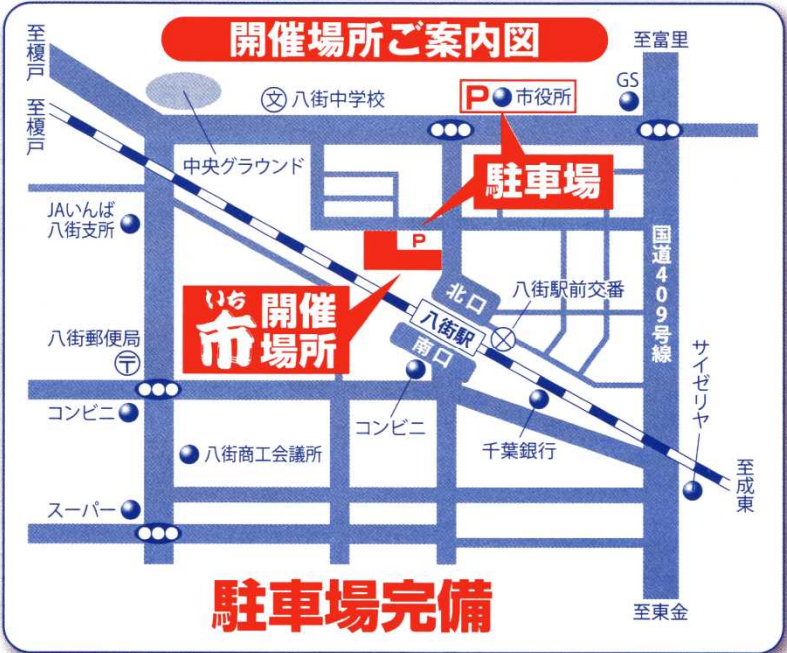 開催場所ご案内図
至榎戸
至榎戸
至富里
GS
文 八街中学校
P 市役所
中央グラウンド
駐車場
JAいんば
八街支所
P
国道409号線
北口
八街駅前交番
いち
市 開催
場所
八街駅
南口
八街郵便局
〒
サイゼリヤ
コンビニ
コンビニ
千葉銀行
八街商工会議所
至成東
スーパー
駐車場完備
至東金